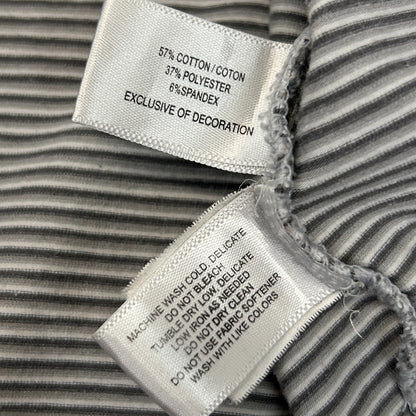 57% COTTON / COTON
37% POLYESTER
6% SPANDEX
EXCLUSIVE OF DECORATION
MACHINE WASH COLD, DELICATE
DO NOT BLEACH
TUMBLE DRY LOW, DELICATE
LOW IRON AS NEEDED
DO NOT DRY CLEAN
DO NOT USE FABRIC SOFTENER
WASH WITH LIKE COLORS